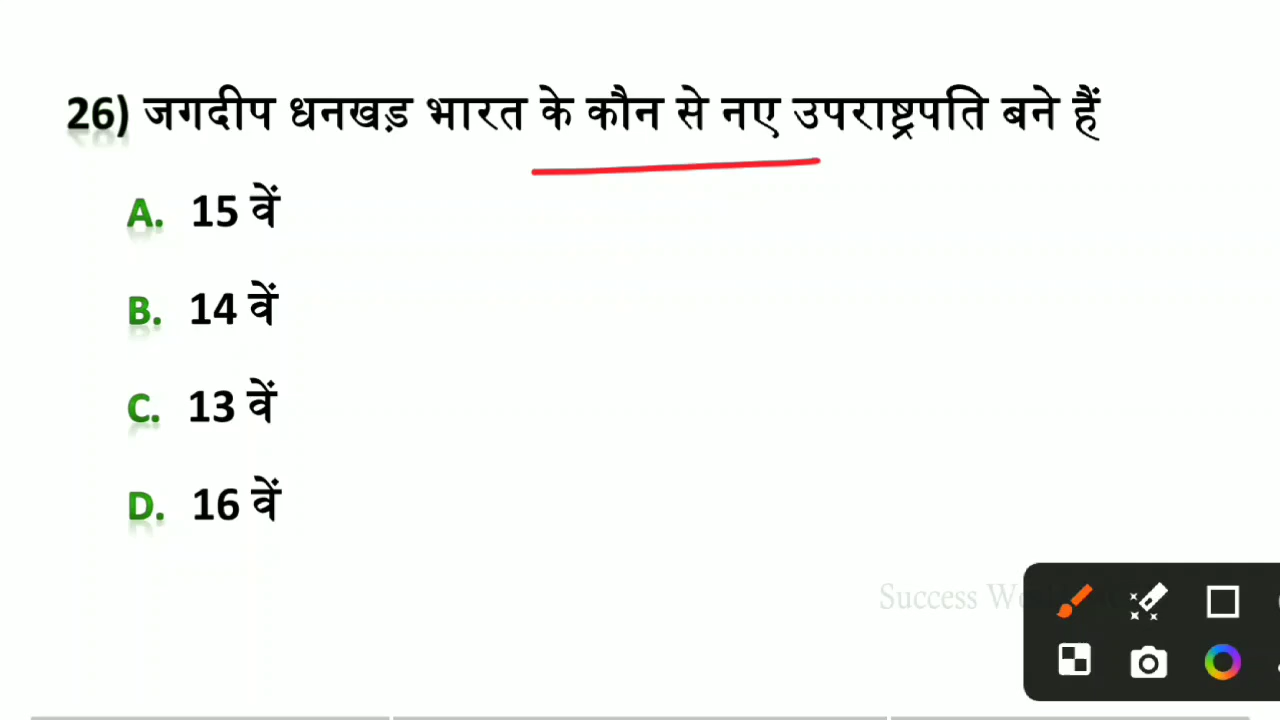 26) जगदीप धनखड़ भारत के कौन से नए उपराष्ट्रपति बने हैं
A. 15 वें
B. 14 वें
C. 13 वें
D. 16 वें
Success